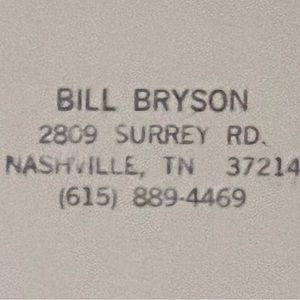 BILL BRYSON
2809 SURREY RD.
NASHVILLE, TN 37214
(615) 889-4469